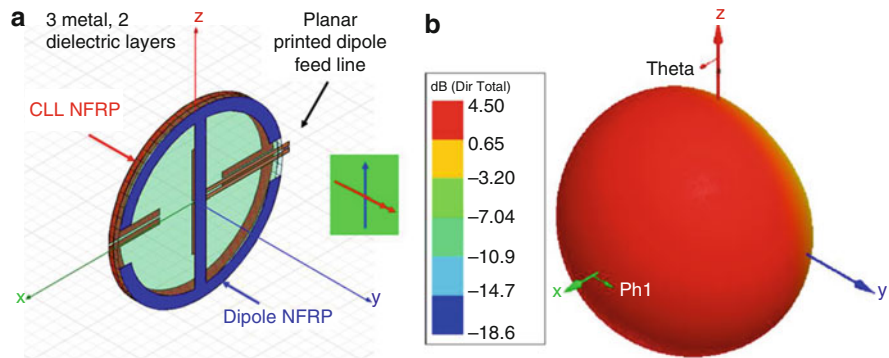 a
3 metal, 2
dielectric layers
z
Planar
printed dipole
feed line
CLL NFRP
x
y
Dipole NFRP
b
dB (Dir Total)
4.50
0.65
−3.20
−7.04
−10.9
−14.7
−18.6
z
Theta
x
Ph1
y